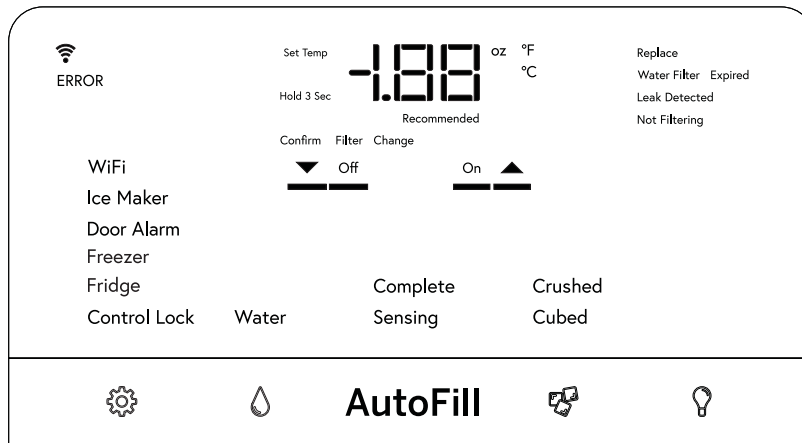 Set Temp -1.88 oz °F
ERROR °C
Hold 3 Sec
Recommended
Replace
Water Filter Expired
Leak Detected
Not Filtering
Confirm Filter Change
Off On
WiFi
Ice Maker
Door Alarm
Freezer
Fridge
Control Lock
Water
Complete
Sensing
Crushed
Cubed
AutoFill